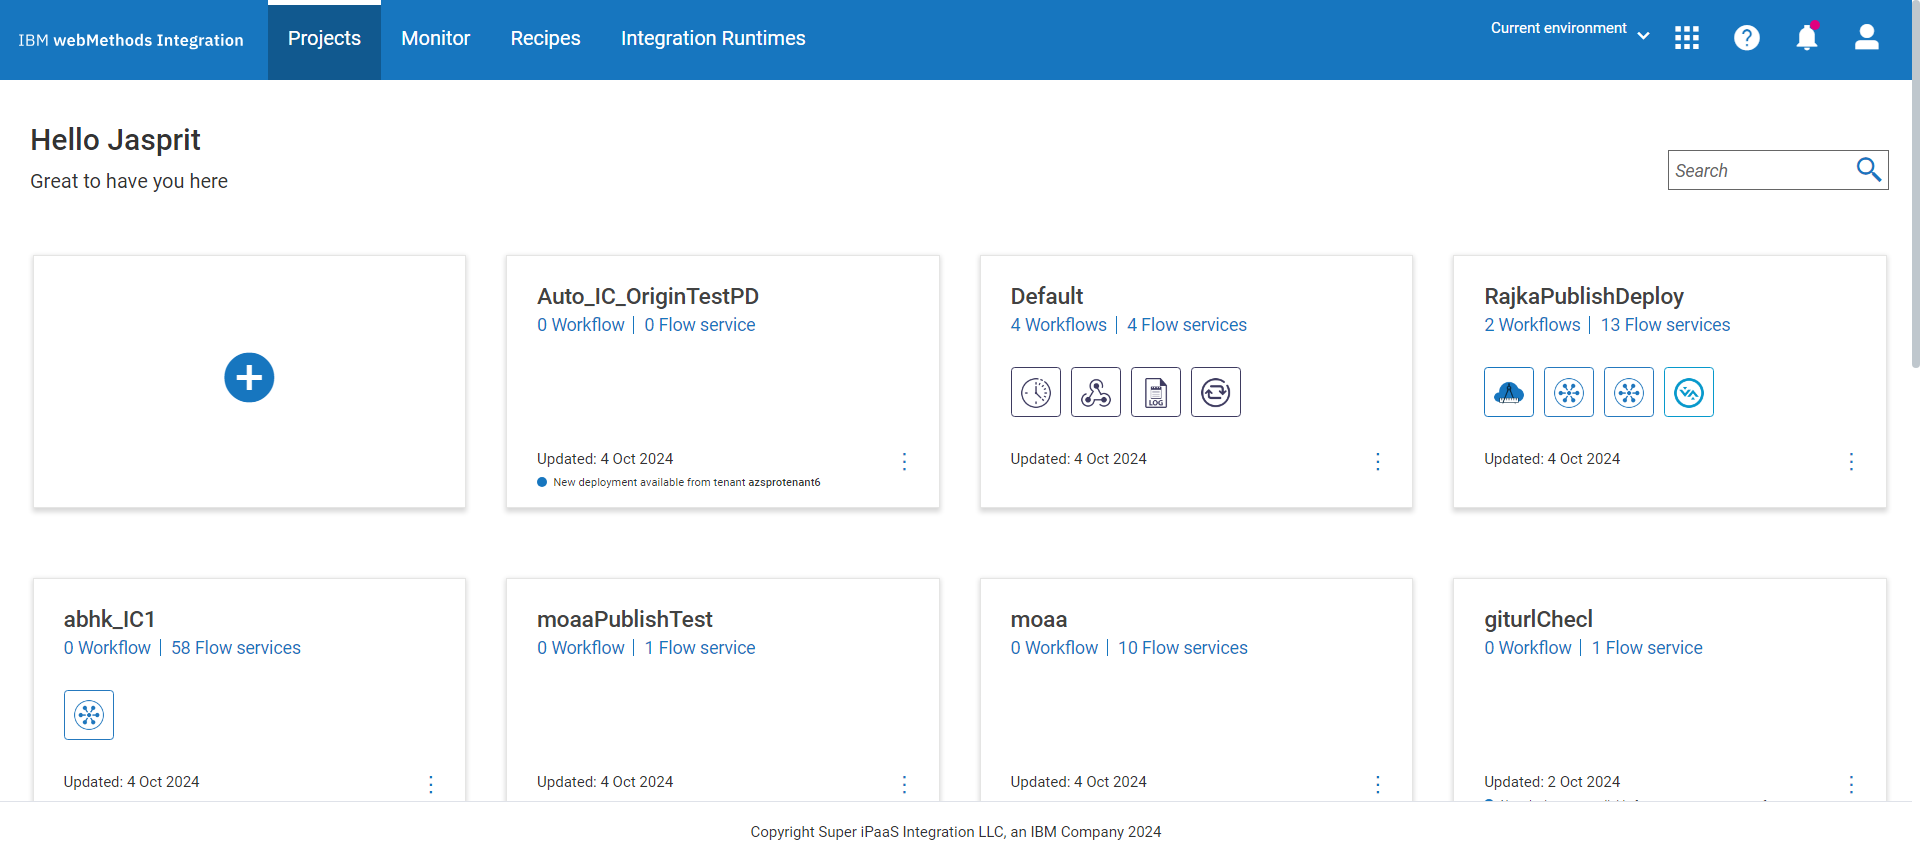 IBM webMethods Integration
Projects
Monitor
Recipes
Integration Runtimes
Current environment
Hello Jasprit
Great to have you here
Search
Auto_IC_OriginTestPD
0 Workflow | 0 Flow service
Updated: 4 Oct 2024
New deployment available from tenant azsprotenant6
Default
4 Workflows | 4 Flow services
LOG
Updated: 4 Oct 2024
RajkaPublishDeploy
2 Workflows | 13 Flow services
Updated: 4 Oct 2024
abhk_IC1
0 Workflow | 58 Flow services
Updated: 4 Oct 2024
moaaPublishTest
0 Workflow | 1 Flow service
Updated: 4 Oct 2024
moaa
0 Workflow | 10 Flow services
Updated: 4 Oct 2024
giturlChecl
0 Workflow | 1 Flow service
Updated: 2 Oct 2024
Copyright Super iPaaS Integration LLC, an IBM Company 2024